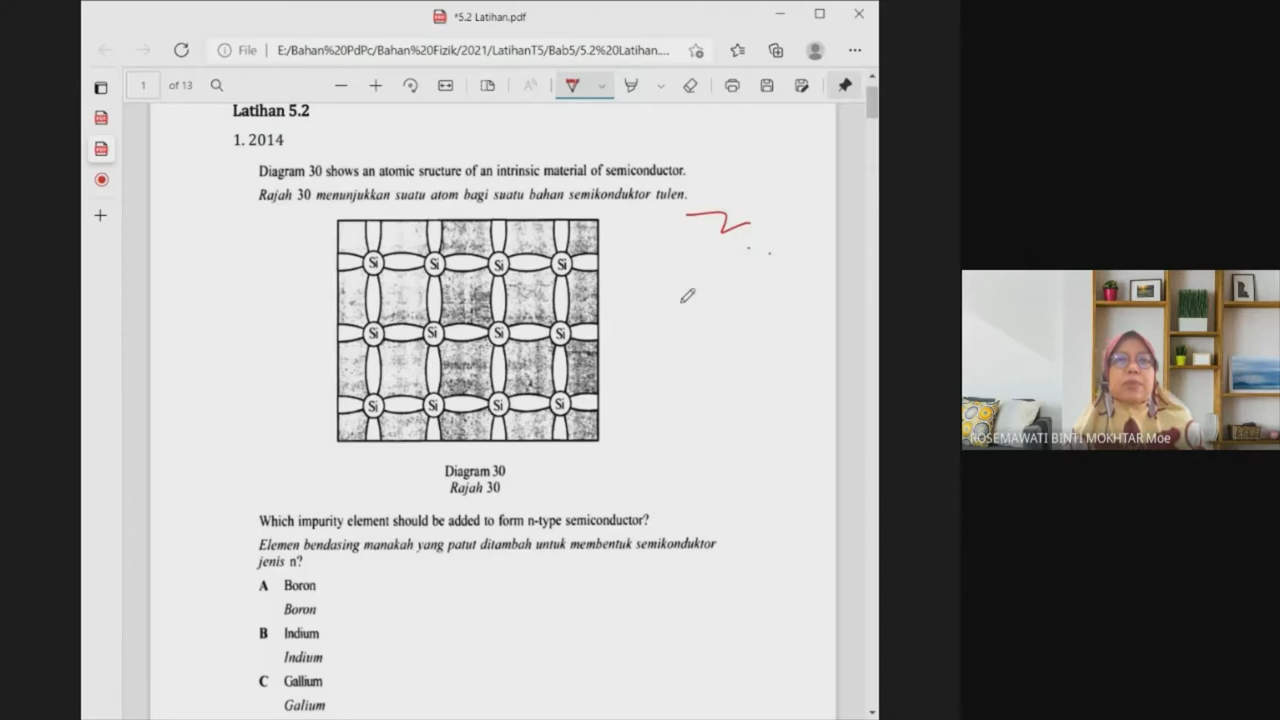 *5.2 Latihan.pdf
File
E:/Bahan%20PdPc/Bahan%20Fizik/2021/LatihanT5/Bab5/5.2%20Latihan....
1 of 13
Latihan 5.2
1. 2014
Diagram 30 shows an atomic sructure of an intrinsic material of semiconductor.
Rajah 30 menunjukkan suatu atom bagi suatu bahan semikonduktor tulen.
Si Si Si Si
Si Si Si Si
Si Si Si Si
Diagram 30
Rajah 30
Which impurity element should be added to form n-type semiconductor?
Elemen bendasing manakah yang patut ditambah untuk membentuk semikonduktor
jenis n?
A Boron
Boron
B Indium
Indium
C Gallium
Galium
ROSEMAWATI BINTI MOKHTAR Moe